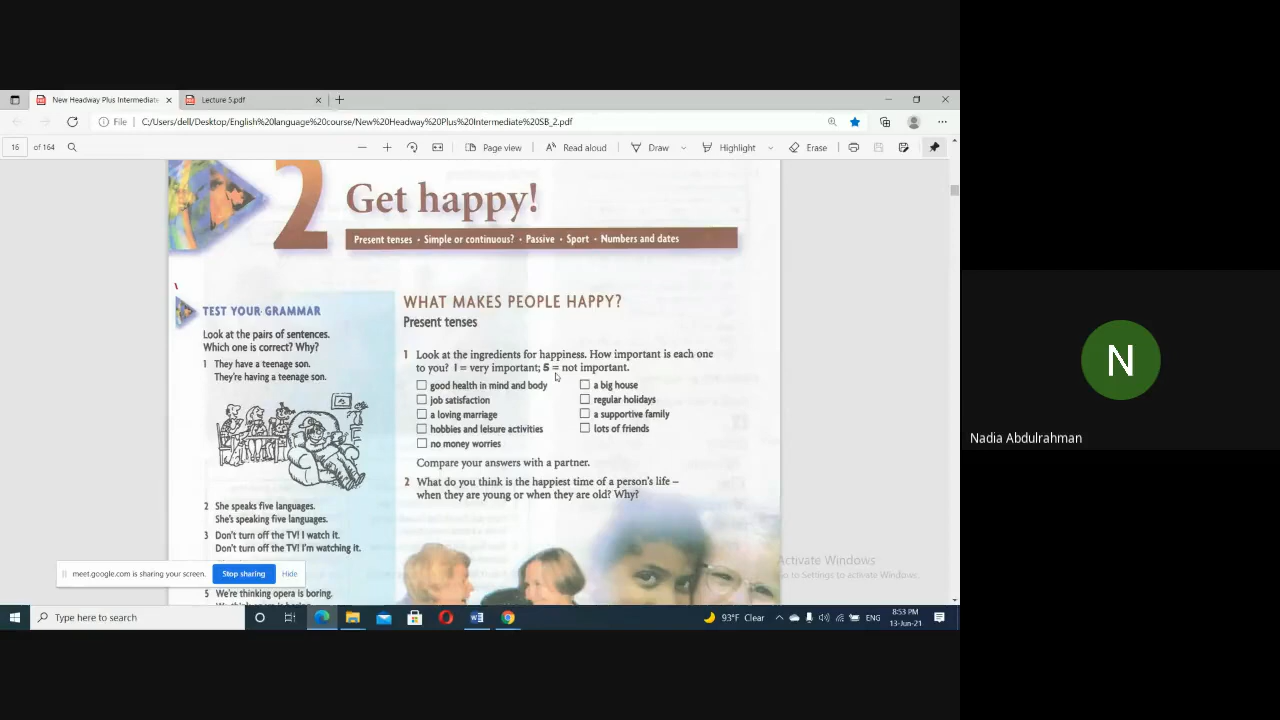 New Headway Plus Intermediate
Lecture 5.pdf
File
C:/Users/dell/Desktop/English%20language%20course/New%20Headway%20Plus%20Intermediate%20SB_2.pdf
16 of 164
Page view
Read aloud
Draw
Highlight
Erase
2 Get happy!
Present tenses • Simple or continuous? • Passive • Sport • Numbers and dates
TEST YOUR GRAMMAR
Look at the pairs of sentences.
Which one is correct? Why?
1 They have a teenage son.
They're having a teenage son.
2 She speaks five languages.
She's speaking five languages.
3 Don't turn off the TV! I watch it.
Don't turn off the TV! I'm watching it.
5 We're thinking opera is boring.
WHAT MAKES PEOPLE HAPPY?
Present tenses
1 Look at the ingredients for happiness. How important is each one
to you? 1 = very important; 5 = not important.
good health in mind and body
job satisfaction
a loving marriage
hobbies and leisure activities
no money worries
a big house
regular holidays
a supportive family
lots of friends
Compare your answers with a partner.
2 What do you think is the happiest time of a person's life –
when they are young or when they are old? Why?
Activate Windows
Go to Settings to activate Windows.
meet.google.com is sharing your screen.
Stop sharing
Hide
Type here to search
93°F Clear
ENG
8:53 PM
13-Jun-21
N
Nadia Abdulrahman